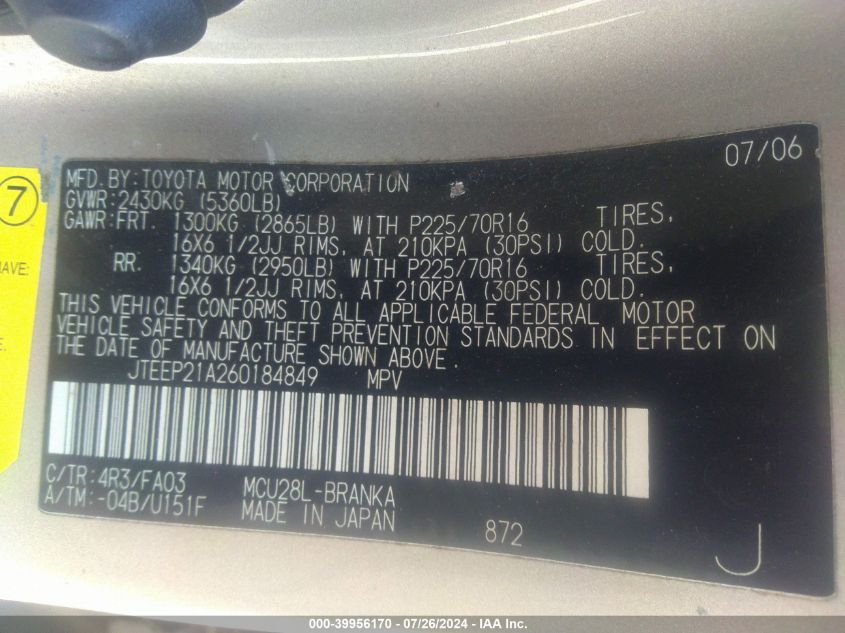 07/06
MFD. BY: TOYOTA MOTOR CORPORATION
GVWR: 2430KG (5360LB)
GAWR: FRT. 1300KG (2865LB) WITH P225/70R16 TIRES,
16X6 1/2JJ RIMS, AT 210KPA (30PSI) COLD.
RR. 1340KG (2950LB) WITH P225/70R16 TIRES,
16X6 1/2JJ RIMS, AT 210KPA (30PSI) COLD.
THIS VEHICLE CONFORMS TO ALL APPLICABLE FEDERAL MOTOR
VEHICLE SAFETY AND THEFT PREVENTION STANDARDS IN EFFECT ON
THE DATE OF MANUFACTURE SHOWN ABOVE.
JTEEP21A260184849 MPV
C/TR: 4R3/FA03 MCU28L-BRANKA
A/TM: -04B/U151F MADE IN JAPAN 872
J
7
000-39956170 - 07/26/2024 - IAA Inc.